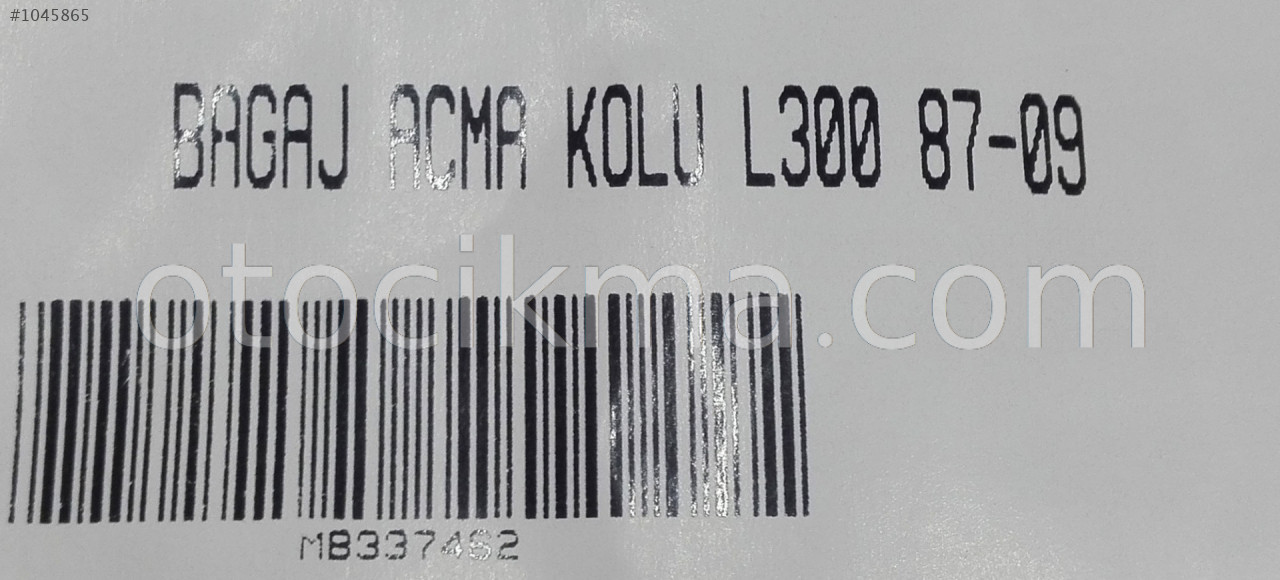 #1045865
BAGAJ ACMA KOLU L300 87-09
otocikma.com
MB337462